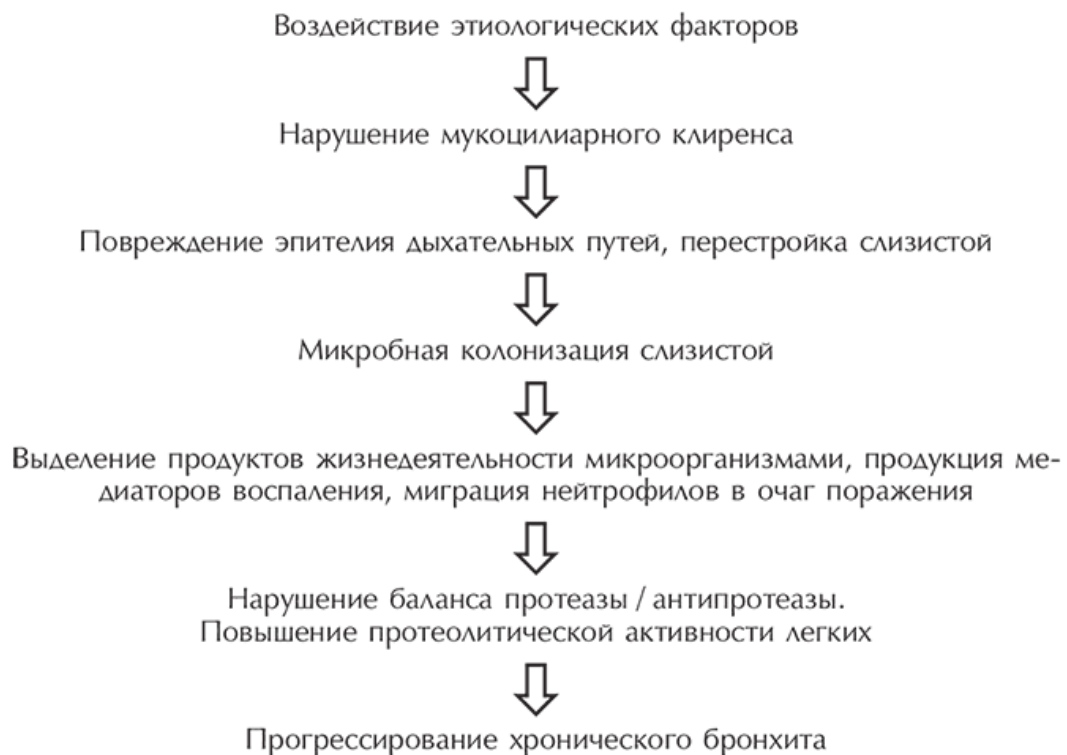 Воздействие этиологических факторов
Нарушение мукоцилиарного клиренса
Повреждение эпителия дыхательных путей, перестройка слизистой
Микробная колонизация слизистой
Выделение продуктов жизнедеятельности микроорганизмами, продукция ме-
диаторов воспаления, миграция нейтрофилов в очаг поражения
Нарушение баланса протеазы / антипротеазы.
Повышение протеолитической активности легких
Прогрессирование хронического бронхита